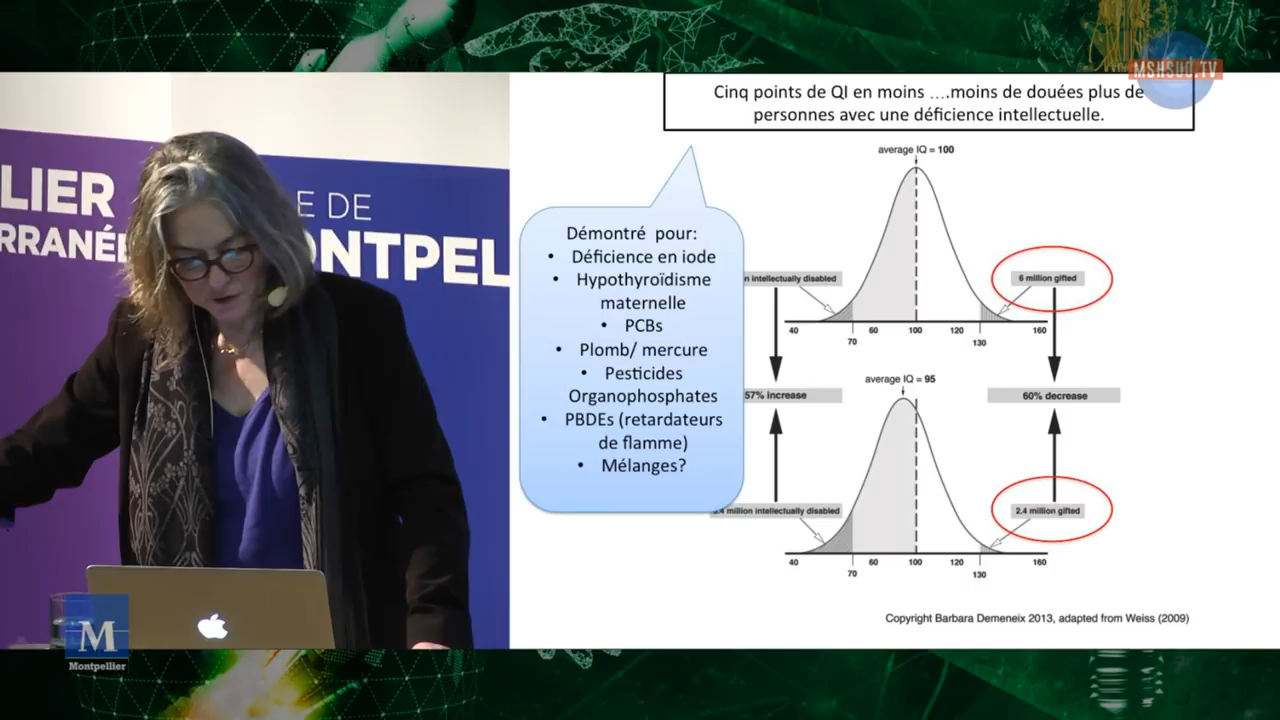 MSHSUD.TV
LIER
RRANÉE
E DE
ONTPEL
M
Montpellier
Cinq points de QI en moins ….moins de douées plus de
personnes avec une déficience intellectuelle.
Démontré pour:
• Déficience en iode
• Hypothyroïdisme
maternelle
• PCBs
• Plomb/ mercure
• Pesticides
Organophosphates
• PBDEs (retardateurs
de flamme)
• Mélanges?
average IQ = 100
n intellectually disabled
6 million gifted
40 60 100 120 160
70 130
57% increase
60% decrease
average IQ = 95
.4 million intellectually disabled
2.4 million gifted
40 60 100 120 160
70 130
Copyright Barbara Demeneix 2013, adapted from Weiss (2009)